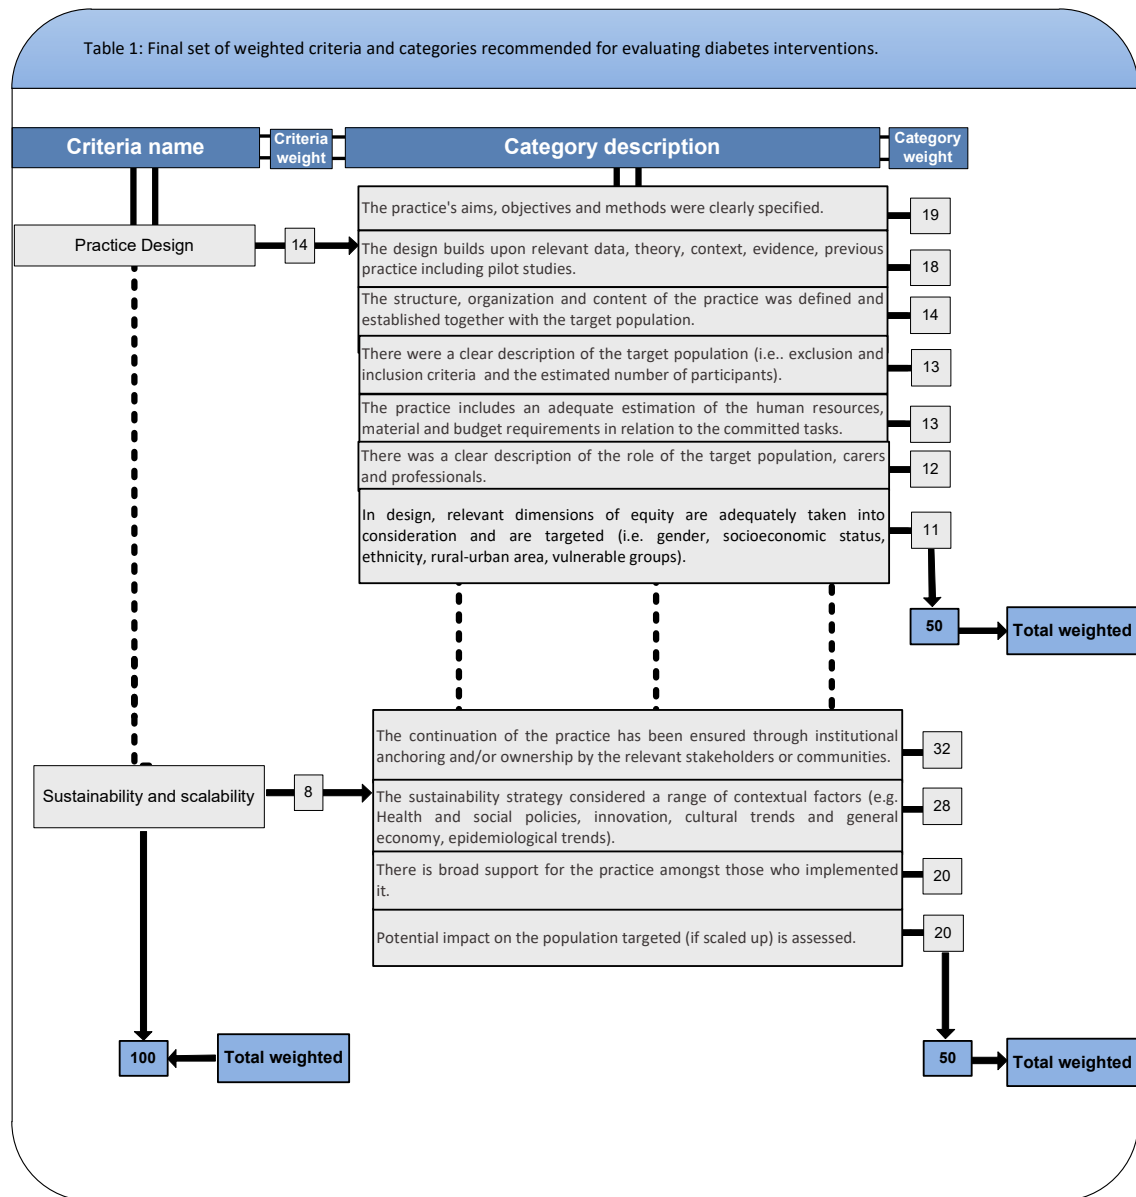 Table 1: Final set of weighted criteria and categories recommended for evaluating diabetes interventions.
Criteria name
Criteria
weight
Category description
Category
weight
Practice Design
14
The practice's aims, objectives and methods were clearly specified.
19
The design builds upon relevant data, theory, context, evidence, previous
practice including pilot studies.
18
The structure, organization and content of the practice was defined and
established together with the target population.
14
There were a clear description of the target population (i.e.. exclusion and
inclusion criteria and the estimated number of participants).
13
The practice includes an adequate estimation of the human resources,
material and budget requirements in relation to the committed tasks.
13
There was a clear description of the role of the target population, carers
and professionals.
12
In design, relevant dimensions of equity are adequately taken into
consideration and are targeted (i.e. gender, socioeconomic status,
ethnicity, rural-urban area, vulnerable groups).
11
50
Total weighted
Sustainability and scalability
8
The continuation of the practice has been ensured through institutional
anchoring and/or ownership by the relevant stakeholders or communities.
32
The sustainability strategy considered a range of contextual factors (e.g.
Health and social policies, innovation, cultural trends and general
economy, epidemiological trends).
28
There is broad support for the practice amongst those who implemented
it.
20
Potential impact on the population targeted (if scaled up) is assessed.
20
100
Total weighted
50
Total weighted